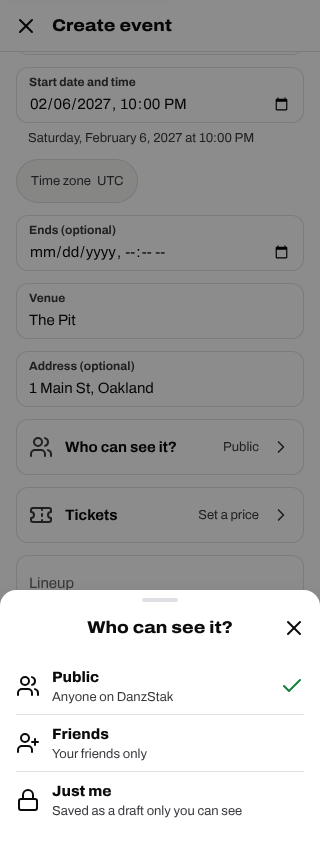 Create event
Start date and time
02/06/2027, 10:00 PM
Saturday, February 6, 2027 at 10:00 PM
Time zone UTC
Ends (optional)
mm/dd/yyyy, --:-- --
Venue
The Pit
Address (optional)
1 Main St, Oakland
Who can see it? Public
Tickets Set a price
Lineup
Who can see it?
Public
Anyone on DanzStak
Friends
Your friends only
Just me
Saved as a draft only you can see